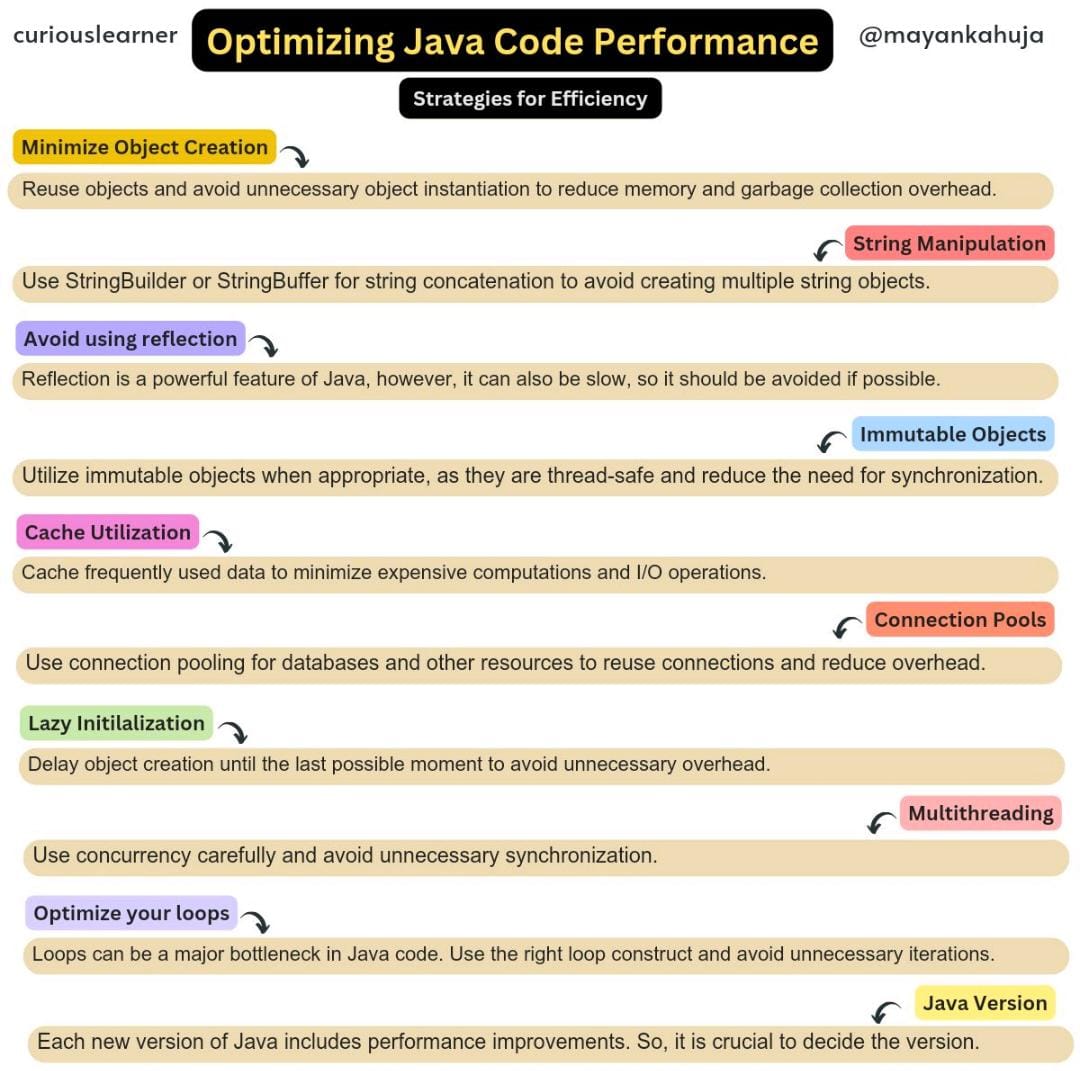 curiouslearner
Optimizing Java Code Performance
@mayankahuja
Strategies for Efficiency
Minimize Object Creation
Reuse objects and avoid unnecessary object instantiation to reduce memory and garbage collection overhead.
String Manipulation
Use StringBuilder or StringBuffer for string concatenation to avoid creating multiple string objects.
Avoid using reflection
Reflection is a powerful feature of Java, however, it can also be slow, so it should be avoided if possible.
Immutable Objects
Utilize immutable objects when appropriate, as they are thread-safe and reduce the need for synchronization.
Cache Utilization
Cache frequently used data to minimize expensive computations and I/O operations.
Connection Pools
Use connection pooling for databases and other resources to reuse connections and reduce overhead.
Lazy Initilalization
Delay object creation until the last possible moment to avoid unnecessary overhead.
Multithreading
Use concurrency carefully and avoid unnecessary synchronization.
Optimize your loops
Loops can be a major bottleneck in Java code. Use the right loop construct and avoid unnecessary iterations.
Java Version
Each new version of Java includes performance improvements. So, it is crucial to decide the version.